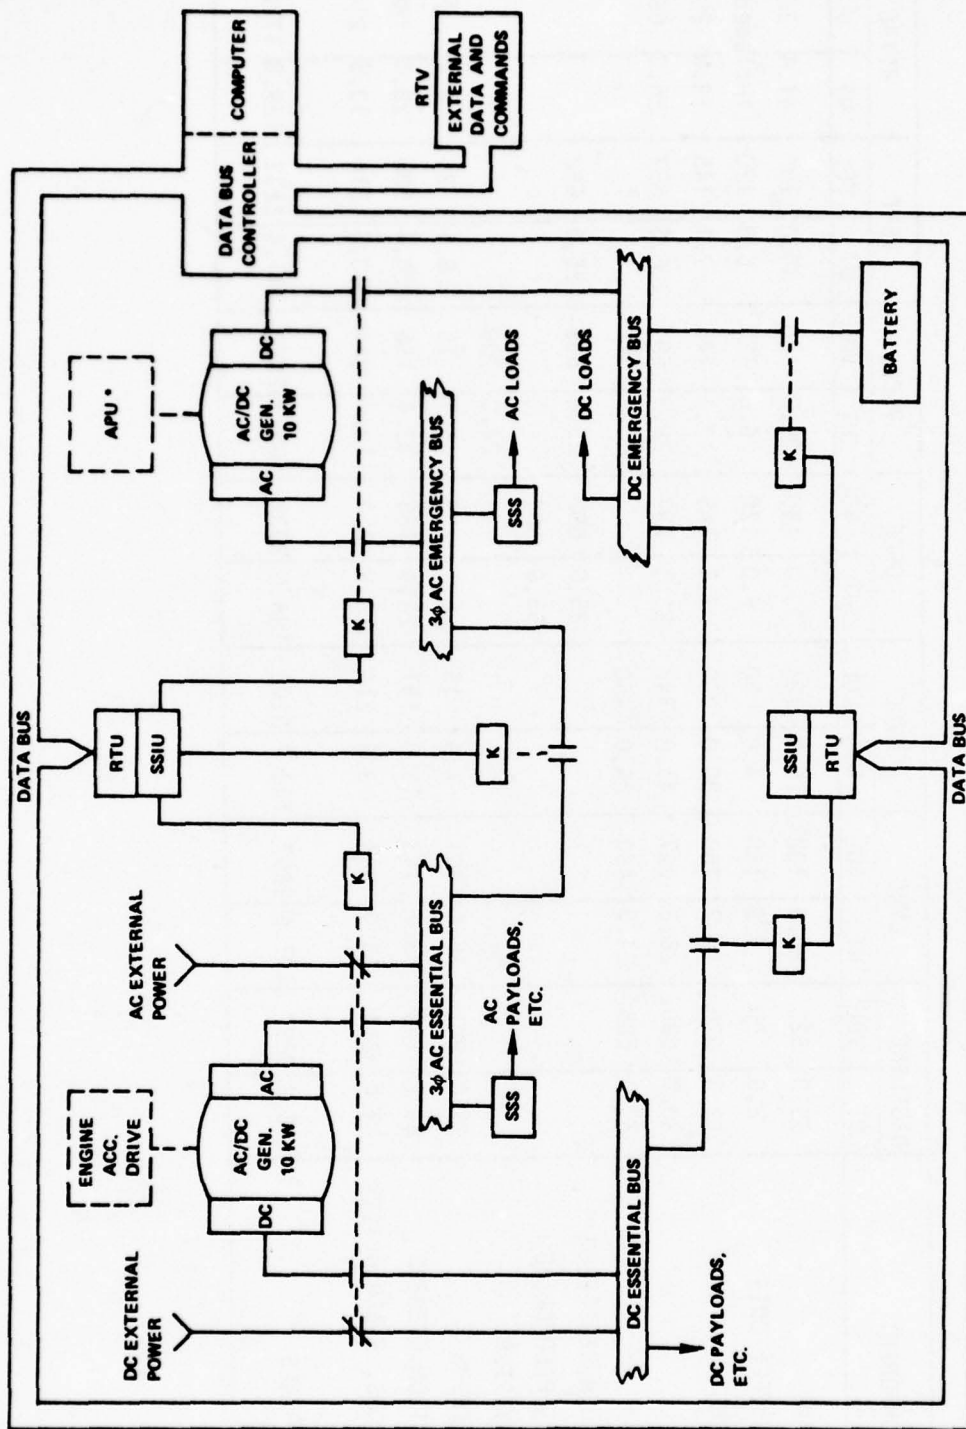 DATA BUS
COMPUTER
DATA BUS
CONTROLLER
RTV
EXTERNAL
DATA AND
COMMANDS
ENGINE
ACC.
DRIVE
APU *
DC EXTERNAL
POWER
DC
AC/DC
GEN.
10 KW
AC
AC EXTERNAL
POWER
RTU
SSIU
AC
AC/DC
GEN.
10 KW
DC
K
K
K
3φ AC ESSENTIAL BUS
3φ AC EMERGENCY BUS
SSS
AC
PAYLOADS,
ETC.
SSS
AC LOADS
DC LOADS
DC ESSENTIAL BUS
DC EMERGENCY BUS
DC PAYLOADS,
ETC.
K
SSIU
RTU
K
BATTERY
DATA BUS